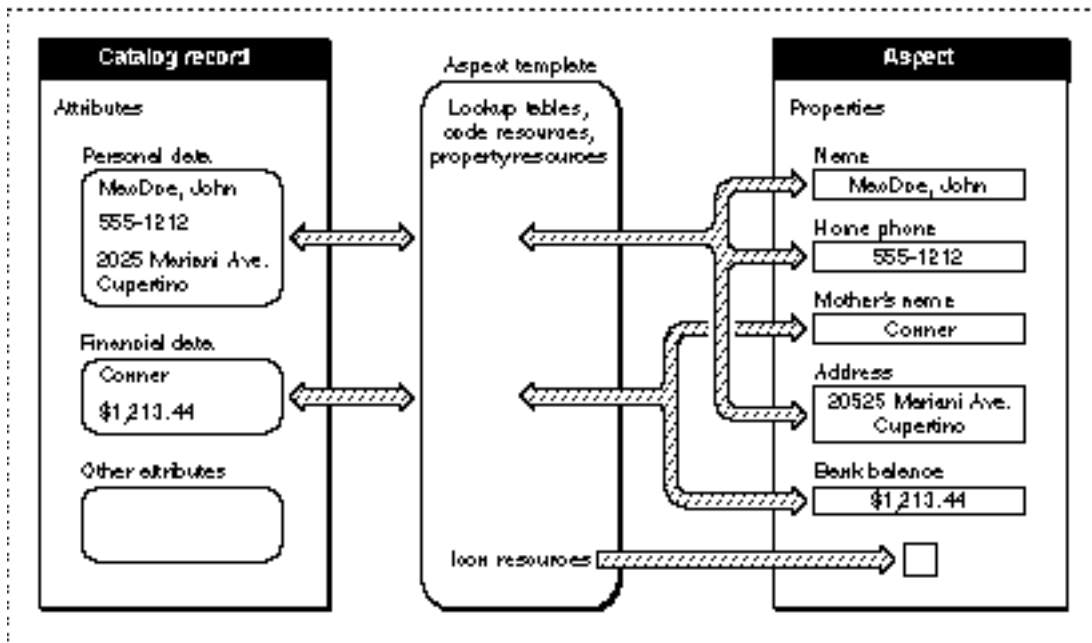 Catalog record
Attributes
Personal data
MacDoe, John
555-1212
2025 Mariani Ave.
Cupertino
Financial data
Conner
$1,213.44
Other attributes
Aspect template
Lookup tables,
code resources,
property resources
Icon resources
Aspect
Properties
Name
MacDoe, John
Home phone
555-1212
Mother's name
Conner
Address
20525 Mariani Ave.
Cupertino
Bank balance
$1,213.44